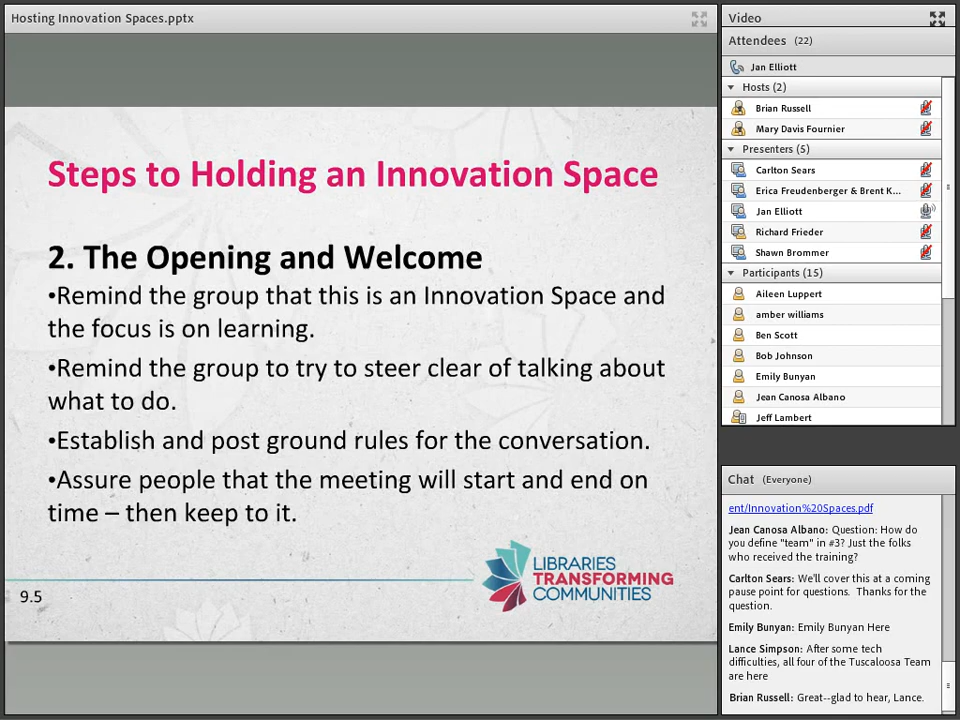 Hosting Innovation Spaces.pptx
Steps to Holding an Innovation Space
2. The Opening and Welcome
•Remind the group that this is an Innovation Space and
the focus is on learning.
•Remind the group to try to steer clear of talking about
what to do.
•Establish and post ground rules for the conversation.
•Assure people that the meeting will start and end on
time – then keep to it.
LIBRARIES
TRANSFORMING
COMMUNITIES
9.5
Video
Attendees (22)
Jan Elliott
Hosts (2)
Brian Russell
Mary Davis Fournier
Presenters (5)
Carlton Sears
Erica Freudenberger & Brent K...
Jan Elliott
Richard Frieder
Shawn Brommer
Participants (15)
Aileen Luppert
amber williams
Ben Scott
Bob Johnson
Emily Bunyan
Jean Canosa Albano
Jeff Lambert
Chat (Everyone)
ent/Innovation%20Spaces.pdf
Jean Canosa Albano: Question: How do
you define "team" in #3? Just the folks
who received the training?
Carlton Sears: We'll cover this at a coming
pause point for questions. Thanks for the
question.
Emily Bunyan: Emily Bunyan Here
Lance Simpson: After some tech
difficulties, all four of the Tuscaloosa Team
are here
Brian Russell: Great--glad to hear, Lance.